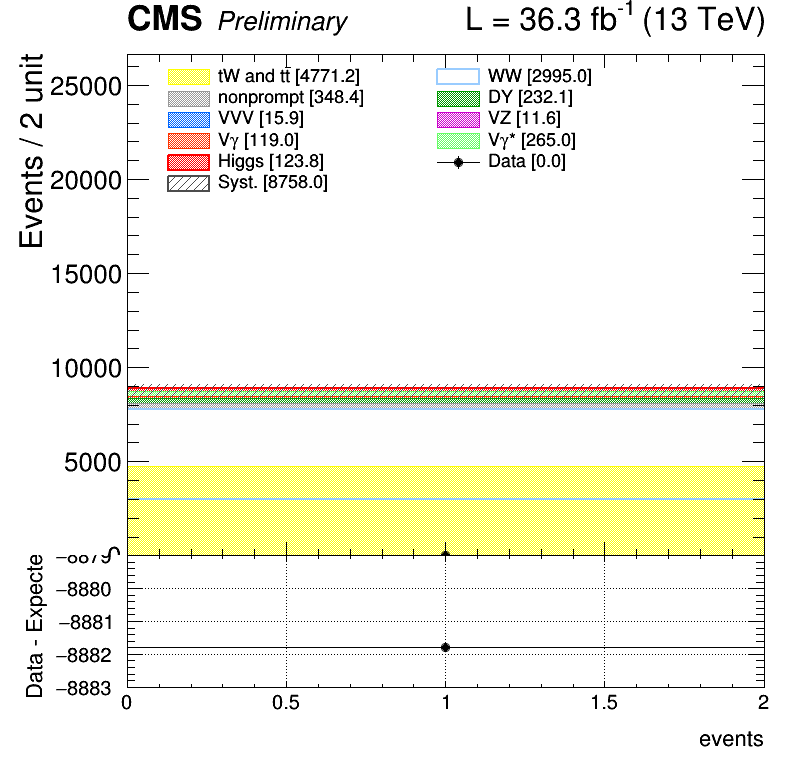 CMS Preliminary L = 36.3 fb⁻¹ (13 TeV)
Events / 2 unit
25000
20000
15000
10000
5000
tW and tt̄ [4771.2]
nonprompt [348.4]
VVV [15.9]
Vγ [119.0]
Higgs [123.8]
Syst. [8758.0]
WW [2995.0]
DY [232.1]
VZ [11.6]
Vγ* [265.0]
Data [0.0]
Data - Expecte
−8880
−8881
−8882
−8883
0 0.5 1 1.5 2
events